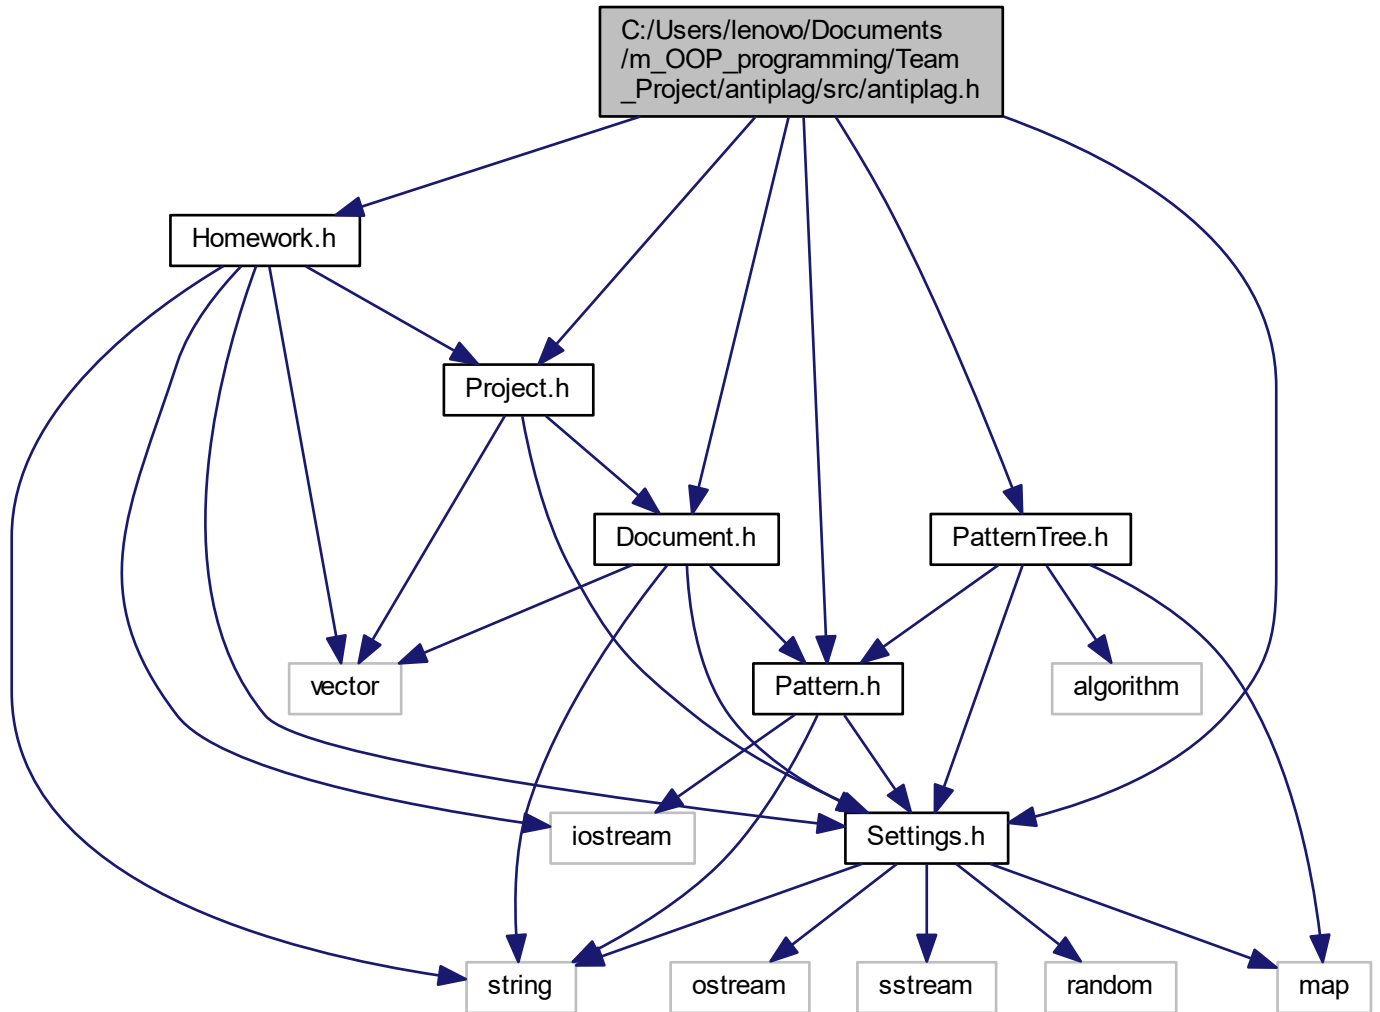 C:/Users/lenovo/Documents
/m_OOP_programming/Team
_Project/antiplag/src/antiplag.h
Homework.h
Project.h
Document.h
PatternTree.h
vector
Pattern.h
algorithm
iostream
Settings.h
string
ostream
sstream
random
map